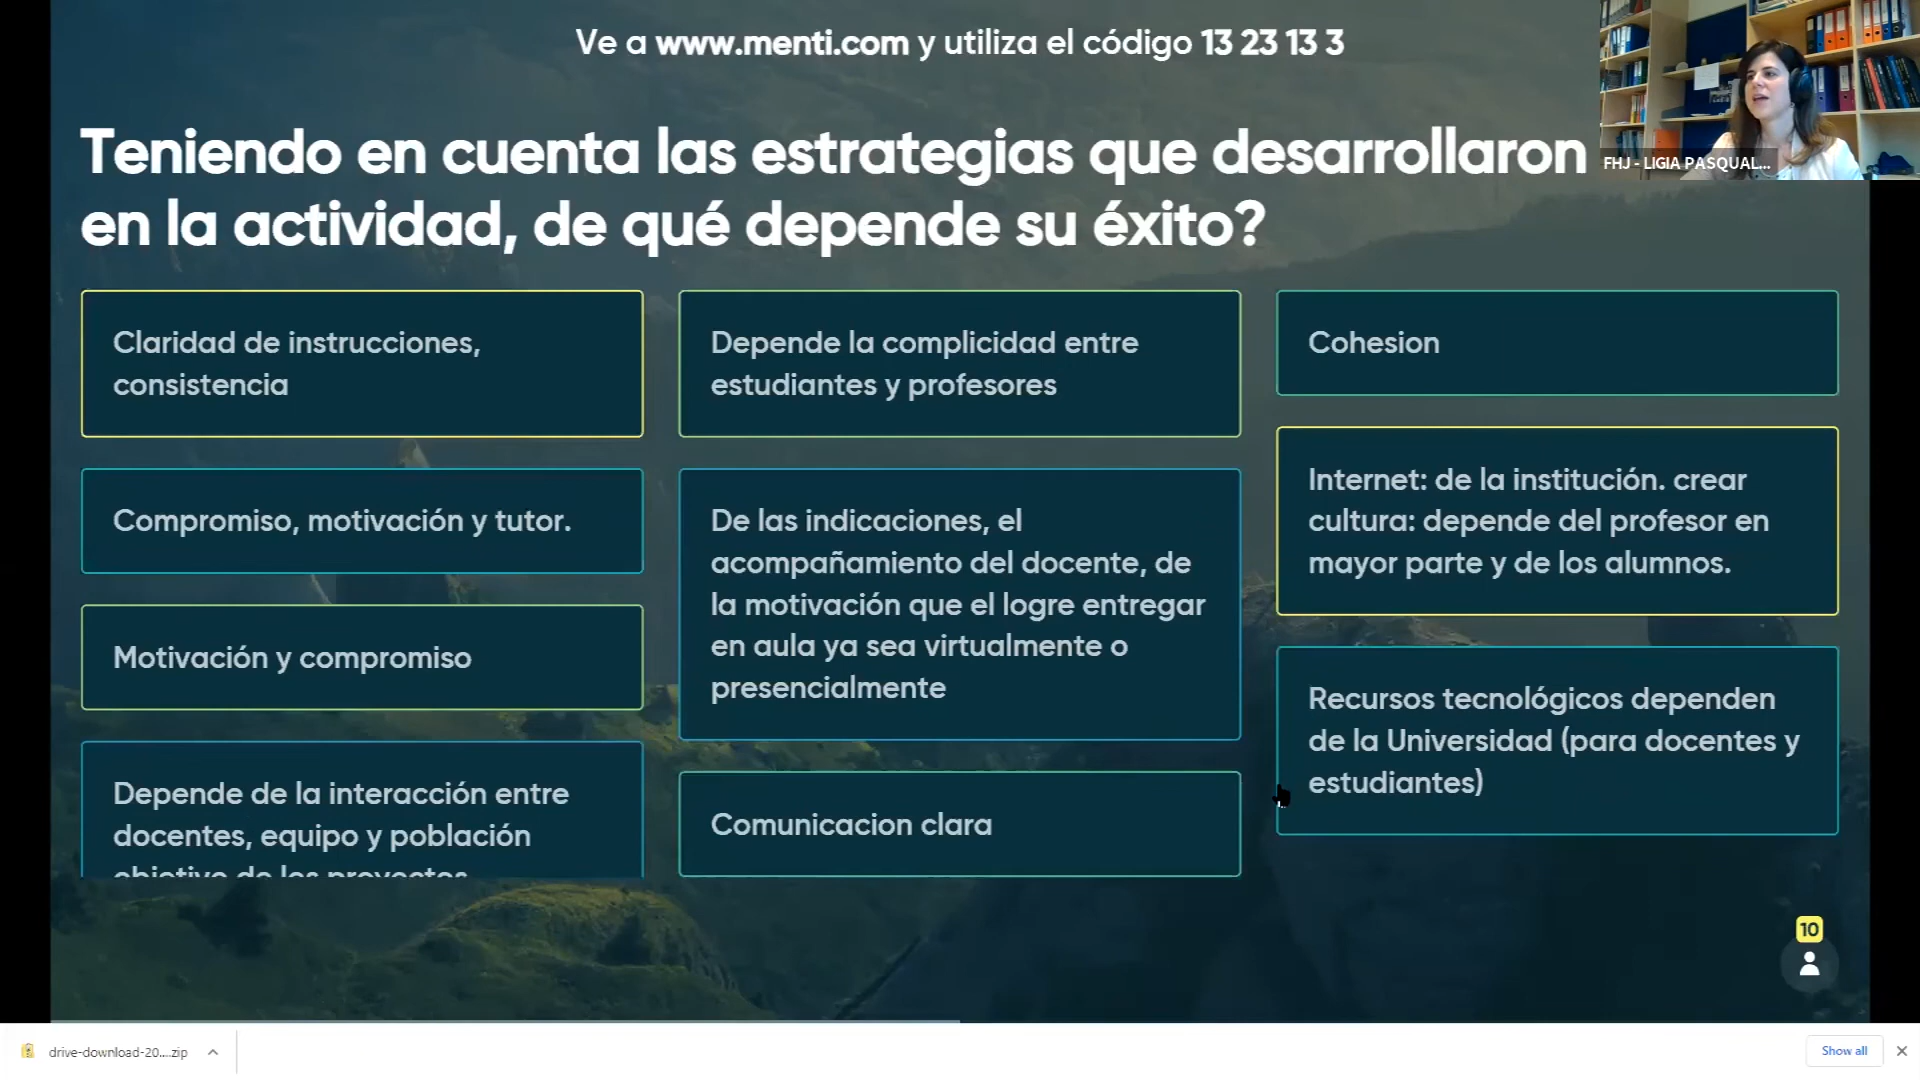 Ve a www.menti.com y utiliza el código 13 23 13 3
FHJ - LIGIA PASQUAL...
Teniendo en cuenta las estrategias que desarrollaron
en la actividad, de qué depende su éxito?
Claridad de instrucciones,
consistencia
Compromiso, motivación y tutor.
Motivación y compromiso
Depende de la interacción entre
docentes, equipo y población
objetivo de los proyectos
Depende la complicidad entre
estudiantes y profesores
De las indicaciones, el
acompañamiento del docente, de
la motivación que el logre entregar
en aula ya sea virtualmente o
presencialmente
Comunicacion clara
Cohesion
Internet: de la institución. crear
cultura: depende del profesor en
mayor parte y de los alumnos.
Recursos tecnológicos dependen
de la Universidad (para docentes y
estudiantes)
10
drive-download-20....zip
Show all